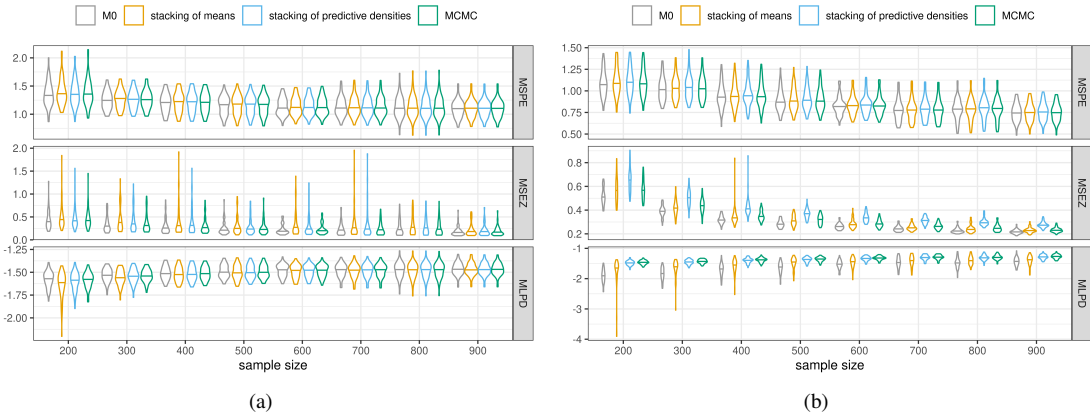 M0 stacking of means stacking of predictive densities MCMC
2.0
1.5
1.0
MSPE
2.0
1.5
1.0
0.5
0.0
MSEZ
-1.25
-1.50
-1.75
-2.00
MLPD
200 300 400 500 600 700 800 900
sample size
(a)
M0 stacking of means stacking of predictive densities MCMC
1.50
1.25
1.00
0.75
0.50
MSPE
0.8
0.6
0.4
0.2
MSEZ
-1
-2
-3
-4
MLPD
200 300 400 500 600 700 800 900
sample size
(b)